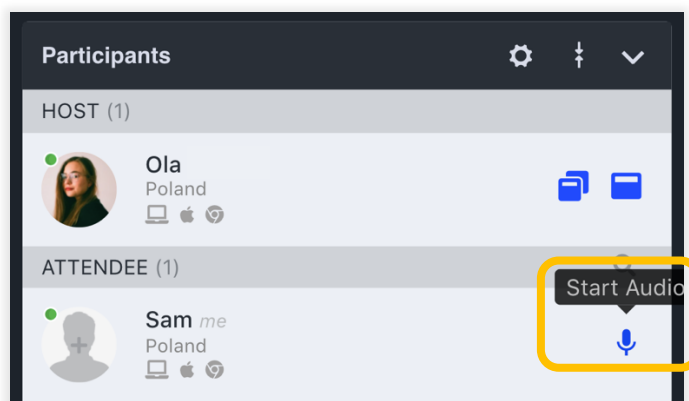 Participants
HOST (1)
Ola
Poland
ATTENDEE (1)
Start Audio
Sam me
Poland